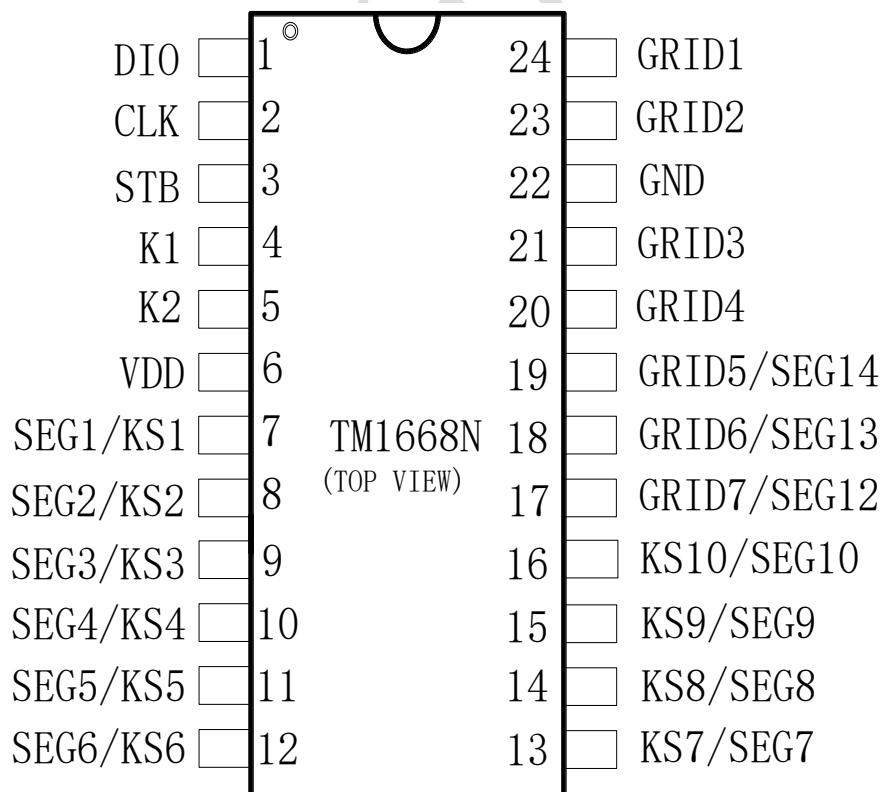 DIO 1 24 GRID1
CLK 2 23 GRID2
STB 3 22 GND
K1 4 21 GRID3
K2 5 20 GRID4
VDD 6 19 GRID5/SEG14
SEG1/KS1 7 TM1668N 18 GRID6/SEG13
(TOP VIEW)
SEG2/KS2 8 17 GRID7/SEG12
SEG3/KS3 9 16 KS10/SEG10
SEG4/KS4 10 15 KS9/SEG9
SEG5/KS5 11 14 KS8/SEG8
SEG6/KS6 12 13 KS7/SEG7